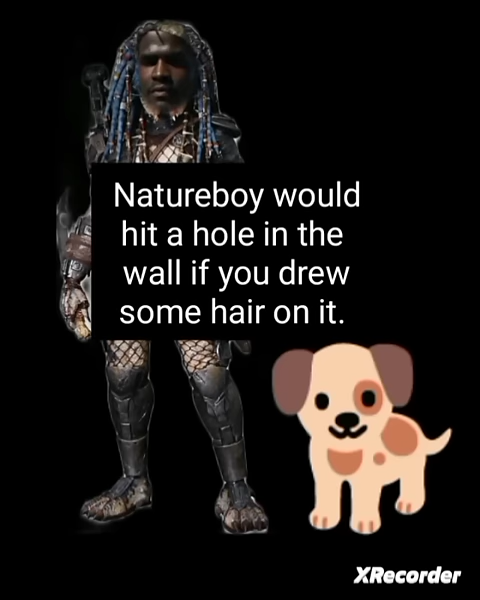 Natureboy would
hit a hole in the
wall if you drew
some hair on it.
XRecorder